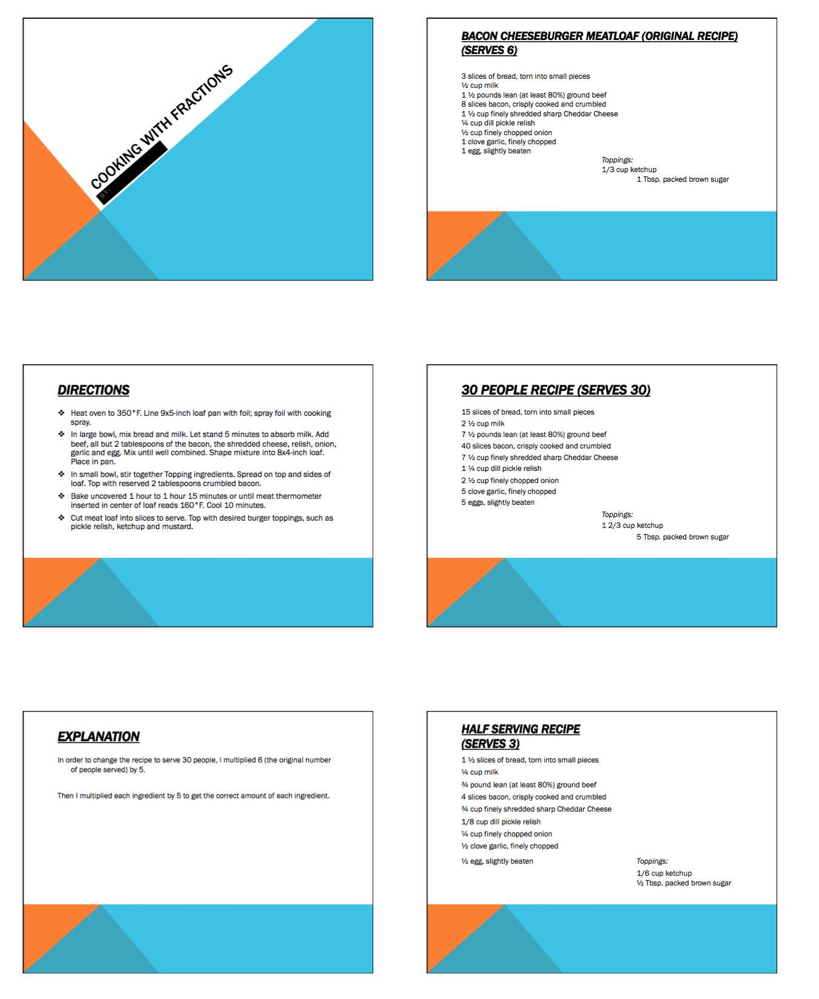 COOKING WITH FRACTIONS
BY:
BACON CHEESEBURGER MEATLOAF (ORIGINAL RECIPE)
(SERVES 6)
3 slices of bread, torn into small pieces
½ cup milk
1 ½ pounds lean (at least 80%) ground beef
8 slices bacon, crisply cooked and crumbled
1 ½ cup finely shredded sharp Cheddar Cheese
¼ cup dill pickle relish
½ cup finely chopped onion
1 clove garlic, finely chopped
1 egg, slightly beaten
Toppings:
1/3 cup ketchup
1 Tbsp. packed brown sugar
DIRECTIONS
❖ Heat oven to 350°F. Line 9x5-inch loaf pan with foil; spray foil with cooking
spray.
❖ In large bowl, mix bread and milk. Let stand 5 minutes to absorb milk. Add
beef, all but 2 tablespoons of the bacon, the shredded cheese, relish, onion,
garlic and egg. Mix until well combined. Shape mixture into 8x4-inch loaf.
Place in pan.
❖ In small bowl, stir together Topping ingredients. Spread on top and sides of
loaf. Top with reserved 2 tablespoons crumbled bacon.
❖ Bake uncovered 1 hour to 1 hour 15 minutes or until meat thermometer
inserted in center of loaf reads 160°F. Cool 10 minutes.
❖ Cut meat loaf into slices to serve. Top with desired burger toppings, such as
pickle relish, ketchup and mustard.
30 PEOPLE RECIPE (SERVES 30)
15 slices of bread, torn into small pieces
2 ½ cup milk
7 ½ pounds lean (at least 80%) ground beef
40 slices bacon, crisply cooked and crumbled
7 ½ cup finely shredded sharp Cheddar Cheese
1 ¼ cup dill pickle relish
2 ½ cup finely chopped onion
5 clove garlic, finely chopped
5 eggs, slightly beaten
Toppings:
1 2/3 cup ketchup
5 Tbsp. packed brown sugar
EXPLANATION
In order to change the recipe to serve 30 people, I multiplied 6 (the original number
of people served) by 5.
Then I multiplied each ingredient by 5 to get the correct amount of each ingredient.
HALF SERVING RECIPE
(SERVES 3)
1 ½ slices of bread, torn into small pieces
¼ cup milk
¾ pound lean (at least 80%) ground beef
4 slices bacon, crisply cooked and crumbled
¾ cup finely shredded sharp Cheddar Cheese
1/8 cup dill pickle relish
¼ cup finely chopped onion
½ clove garlic, finely chopped
½ egg, slightly beaten
Toppings:
1/6 cup ketchup
½ Tbsp. packed brown sugar